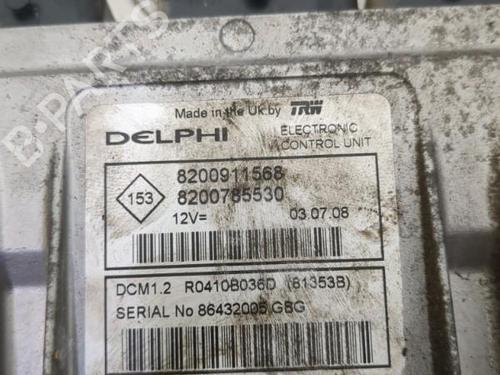 Made in the Uk by TRW
DELPHI ELECTRONIC
CONTROL UNIT
8200911568
153 8200785530
12V= 03.07.08
DCM1.2 R0410B036D (81353B)
SERIAL No 86432005 GBG
B-PARTS
B-PARTS